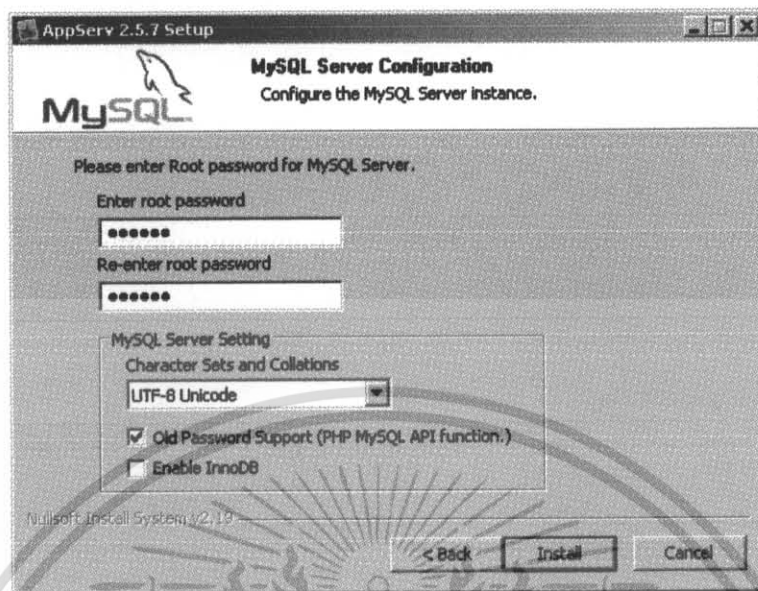 AppServ 2.5.7 Setup
MySQL Server Configuration
Configure the MySQL Server instance.
MySQL
Please enter Root password for MySQL Server.
Enter root password
●●●●●●
Re-enter root password
●●●●●●
MySQL Server Setting
Character Sets and Collations
UTF-8 Unicode
Old Password Support (PHP MySQL API function.)
Enable InnoDB
Nullsoft Install System v2.19
< Back
Install
Cancel